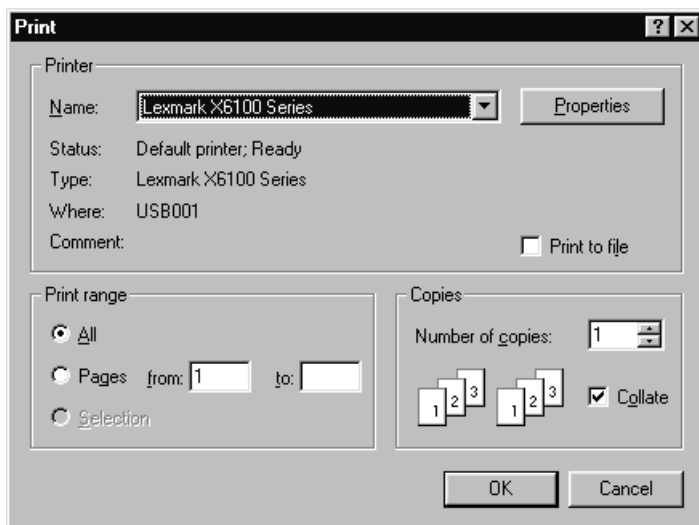 Print
Printer
Name: Lexmark X6100 Series Properties
Status: Default printer; Ready
Type: Lexmark X6100 Series
Where: USB001
Comment: Print to file
Print range
All
Pages from: 1 to:
Selection
Copies
Number of copies: 1
1 2 3 1 2 3 Collate
OK Cancel